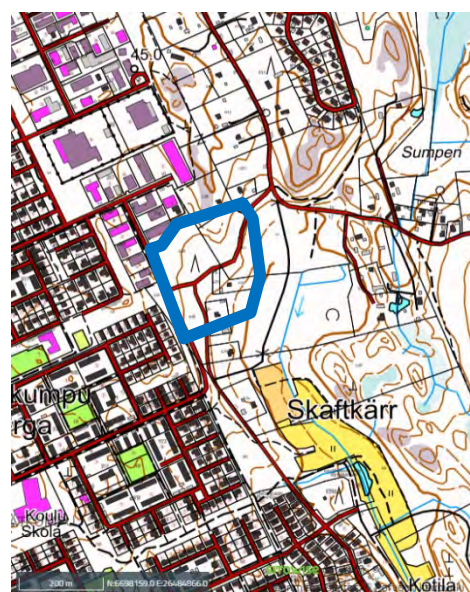 45.0
Sumpen
kumpu
rga
Skaftkärr
Koulu
Skola
200 m
N:6698159.0 E:26484866.0
Kotila